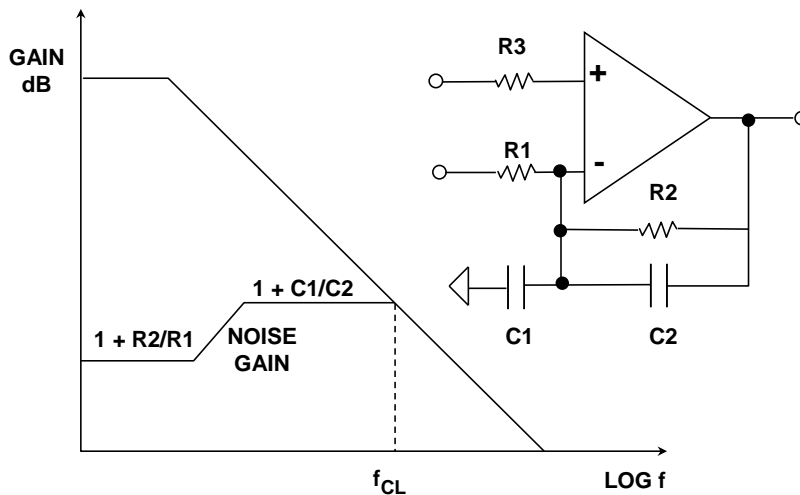 GAIN
dB
1 + R2/R1
1 + C1/C2
NOISE
GAIN
fCL
LOG f
R3
+
R1
-
R2
C1
C2